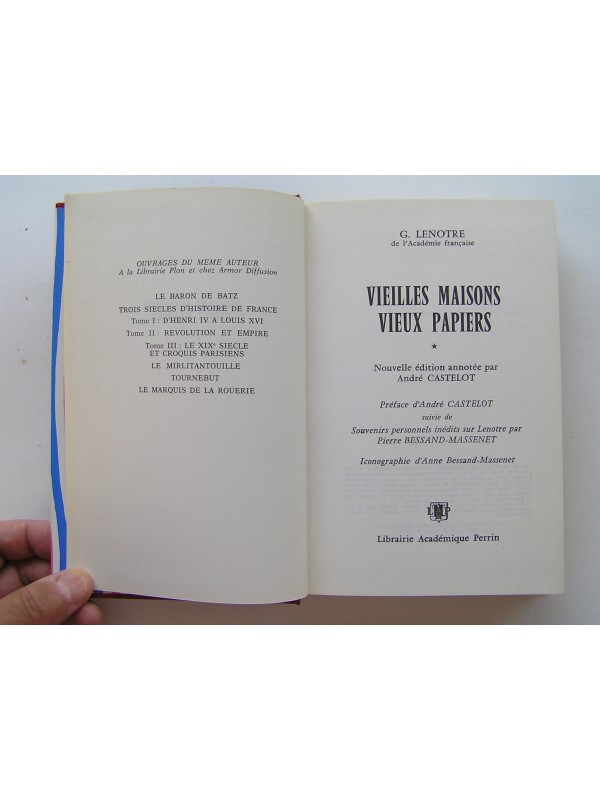 OUVRAGES DU MEME AUTEUR
A la Librairie Plon et chez Armor Diffusion
LE BARON DE BATZ
TROIS SIECLES D'HISTOIRE DE FRANCE
Tome I : D'HENRI IV A LOUIS XVI
Tome II : REVOLUTION ET EMPIRE
Tome III : LE XIXe SIECLE
ET CROQUIS PARISIENS
LE MIRLITANTOUILLE
TOURNEBUT
LE MARQUIS DE LA ROUERIE
G. LENOTRE
de l'Académie française
VIEILLES MAISONS
VIEUX PAPIERS
*
Nouvelle édition annotée par
André CASTELOT
Préface d'André CASTELOT
suivie de
Souvenirs personnels inédits sur Lenotre par
Pierre BESSAND-MASSENET
Iconographie d'Anne Bessand-Massenet
L P
Librairie Académique Perrin